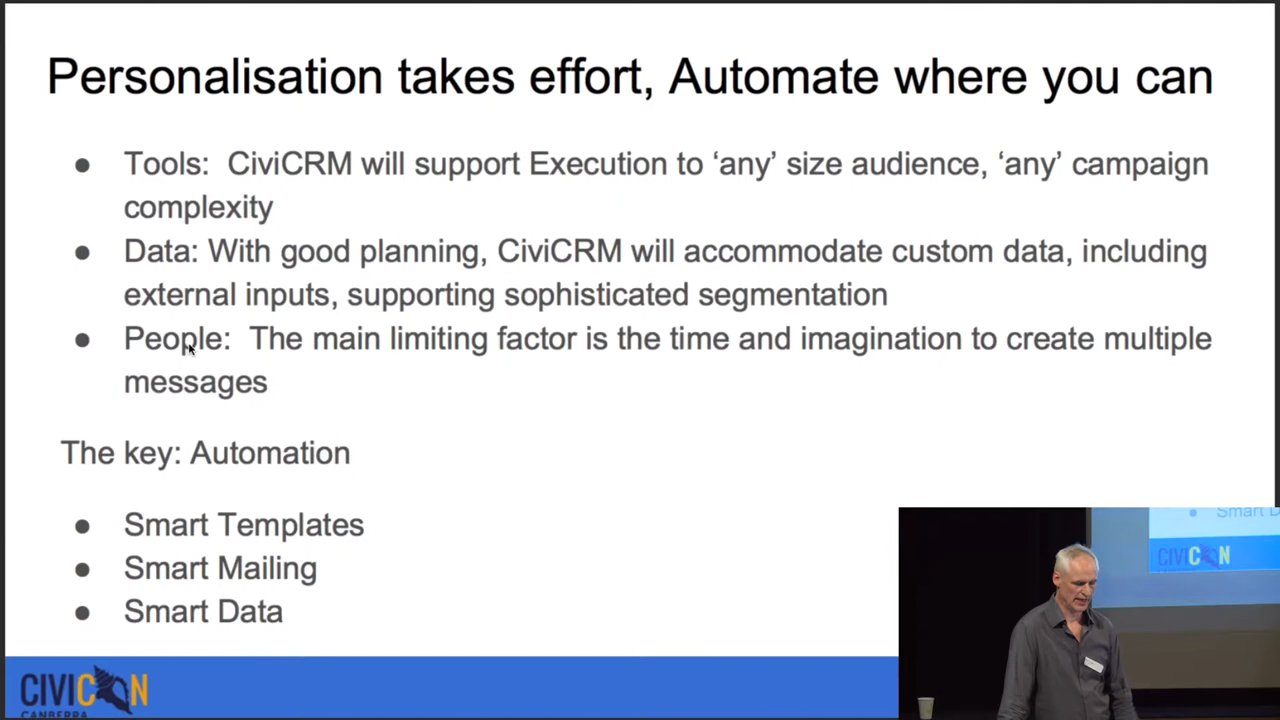 Personalisation takes effort, Automate where you can
● Tools:  CiviCRM will support Execution to ‘any’ size audience, ‘any’ campaign
complexity
● Data: With good planning, CiviCRM will accommodate custom data, including
external inputs, supporting sophisticated segmentation
● People:  The main limiting factor is the time and imagination to create multiple
messages
The key: Automation
● Smart Templates
● Smart Mailing
● Smart Data
CIVICON
CANBERRA
● Smart D
CIVICON